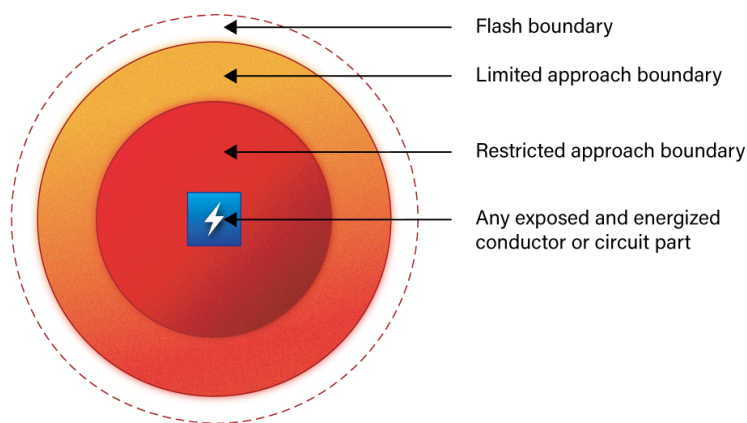 Flash boundary
Limited approach boundary
Restricted approach boundary
Any exposed and energized
conductor or circuit part